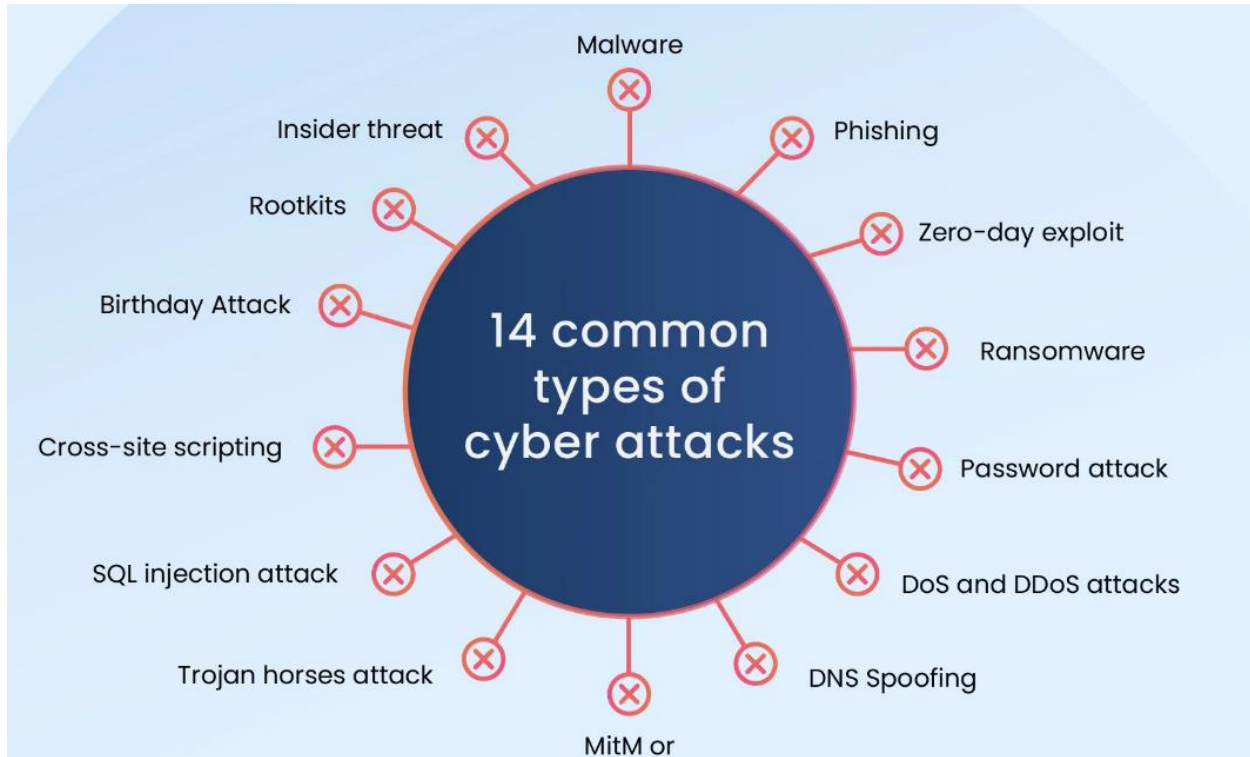 Malware
Phishing
Zero-day exploit
Ransomware
Password attack
DoS and DDoS attacks
DNS Spoofing
MitM or
Trojan horses attack
SQL injection attack
Cross-site scripting
Birthday Attack
Rootkits
Insider threat
14 common
types of
cyber attacks